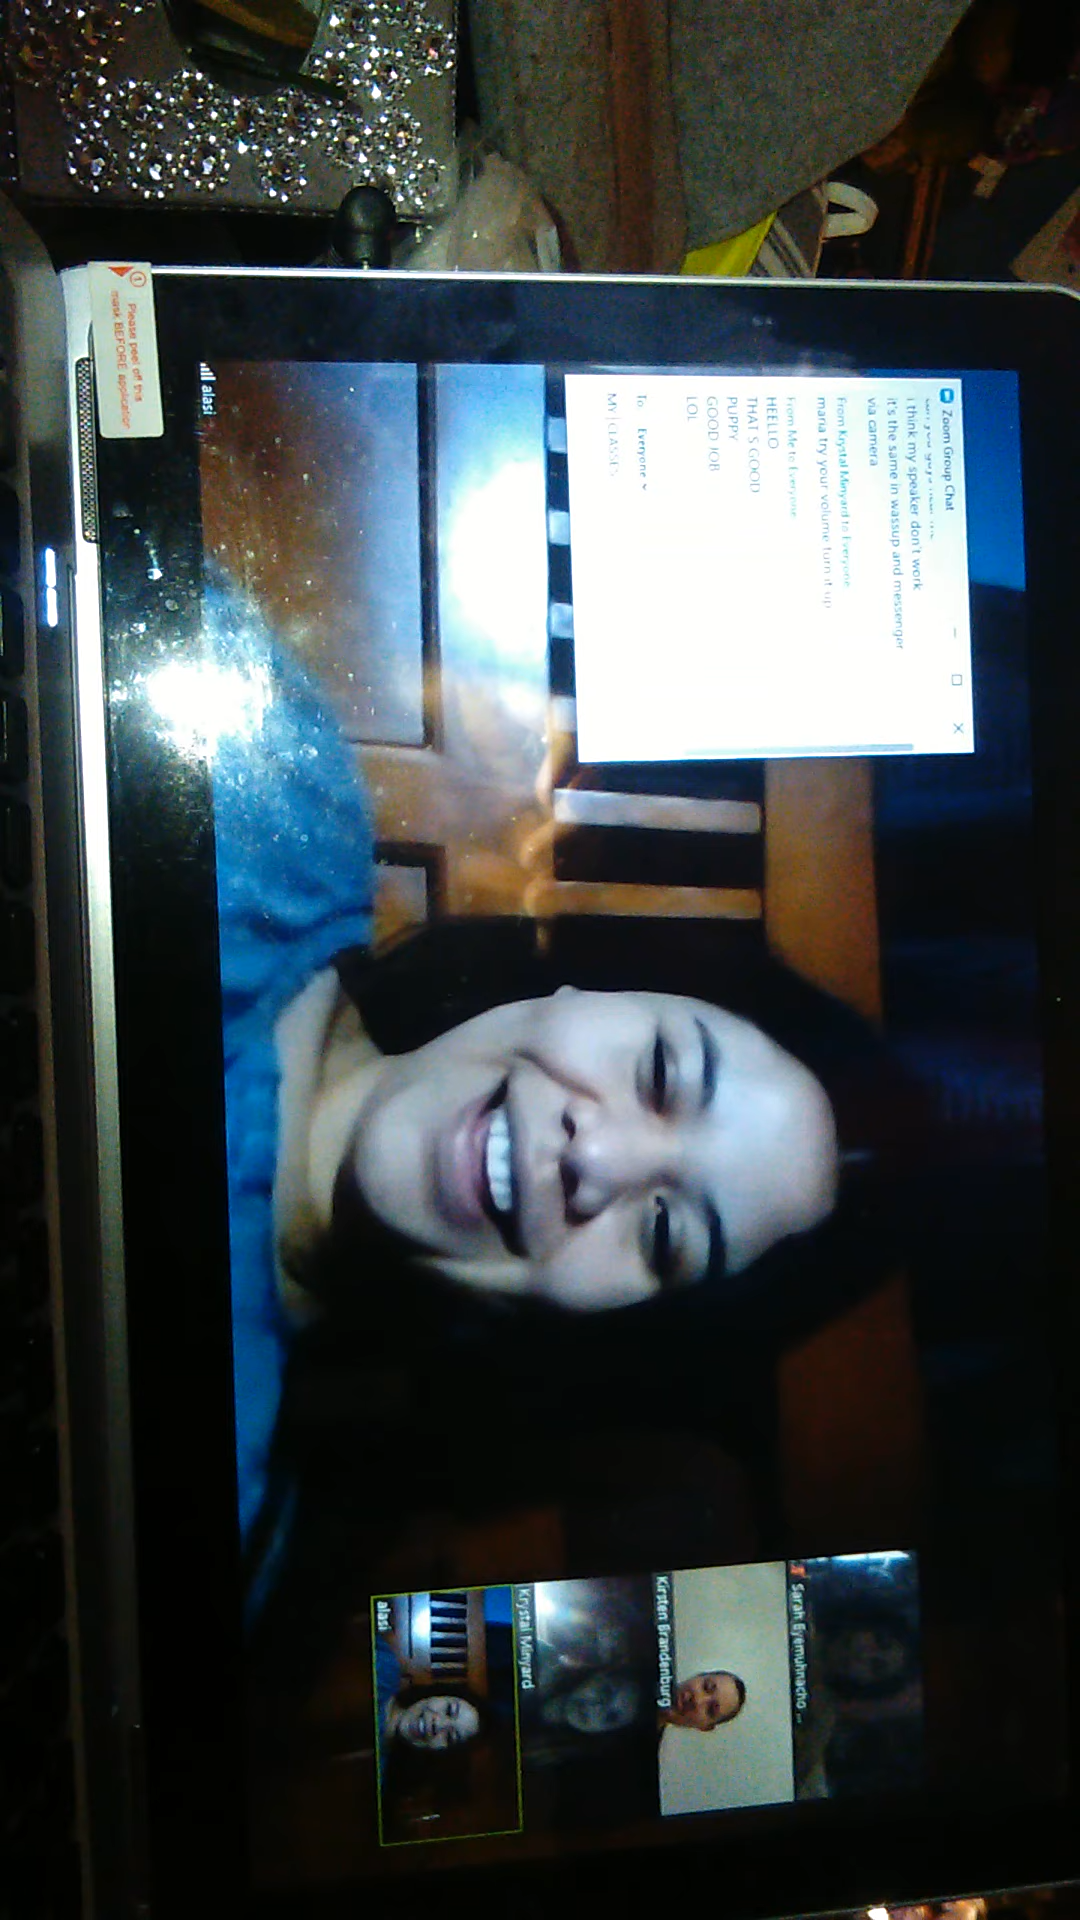 Zoom Group Chat
i think my speaker don't work
it's the same in wassup and messenger
via camera
From Krystal Minyard to Everyone
maria try your volume turn it up
From Me to Everyone
HEELLO
THAT S GOOD
PUPPY
GOOD JOB
LOL
To Everyone
MY CLASSES
alasi
Sarah Eyemuhnacho...
Kirsten Brandenburg
Krystal Minyard
alasi
Please peel off this
mask BEFORE application